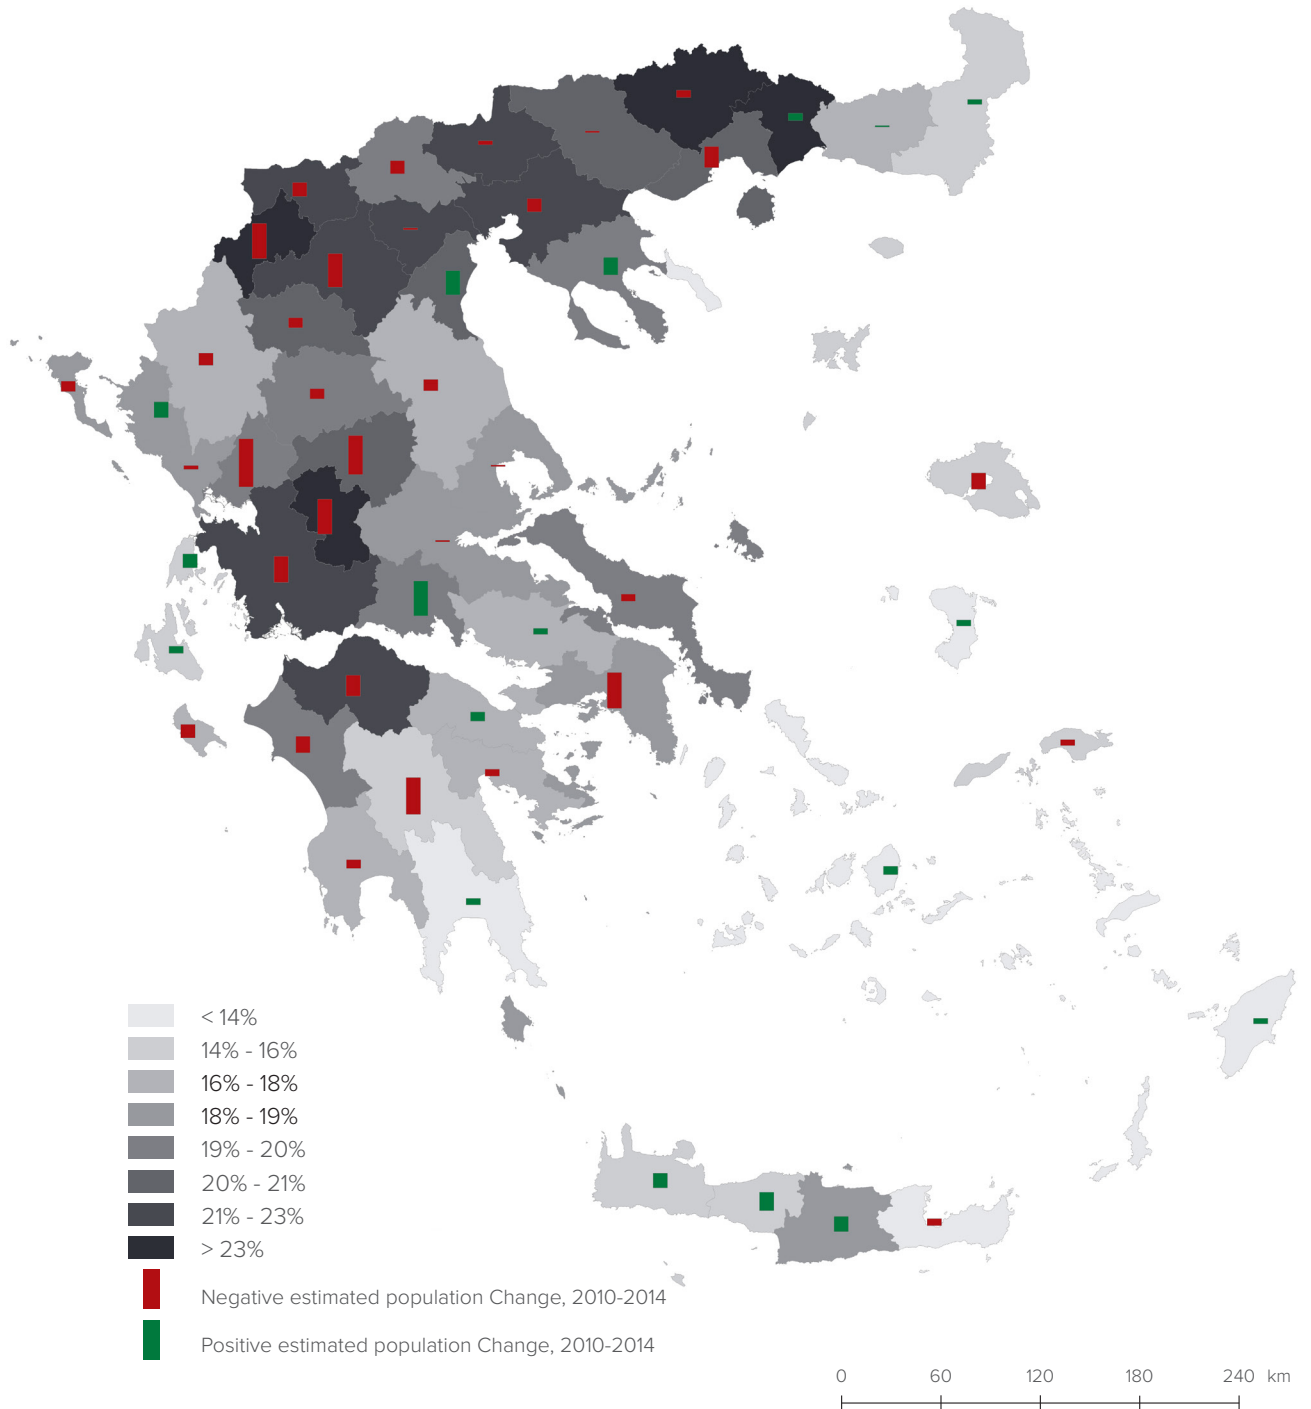 < 14%
14% - 16%
16% - 18%
18% - 19%
19% - 20%
20% - 21%
21% - 23%
> 23%
Negative estimated population Change, 2010-2014
Positive estimated population Change, 2010-2014
0 60 120 180 240 km